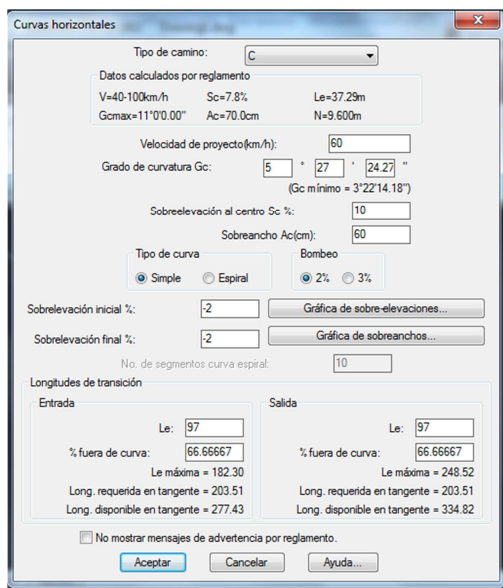 Curvas horizontales
Tipo de camino: C
Datos calculados por reglamento
V=40-100km/h Sc=7.8% Le=37.29m
Gcmax=11°0'0.00'' Ac=70.0cm N=9.600m
Velocidad de proyecto(km/h): 60
Grado de curvatura Gc: 5 ° 27 ' 24.27 ''
(Gc mínimo = 3°22'14.18'')
Sobreelevación al centro Sc %: 10
Sobreancho Ac(cm): 60
Tipo de curva Bombeo
Simple Espiral 2% 3%
Sobrelevación inicial %: -2 Gráfica de sobre-elevaciones...
Sobrelevación final %: -2 Gráfica de sobreanchos...
No. de segmentos curva espiral: 10
Longitudes de transición
Entrada Salida
Le: 97 Le: 97
% fuera de curva: 66.66667 % fuera de curva: 66.66667
Le máxima = 182.30 Le máxima = 248.52
Long. requerida en tangente = 203.51 Long. requerida en tangente = 203.51
Long. disponible en tangente = 277.43 Long. disponible en tangente = 334.82
No mostrar mensajes de advertencia por reglamento.
Aceptar Cancelar Ayuda...